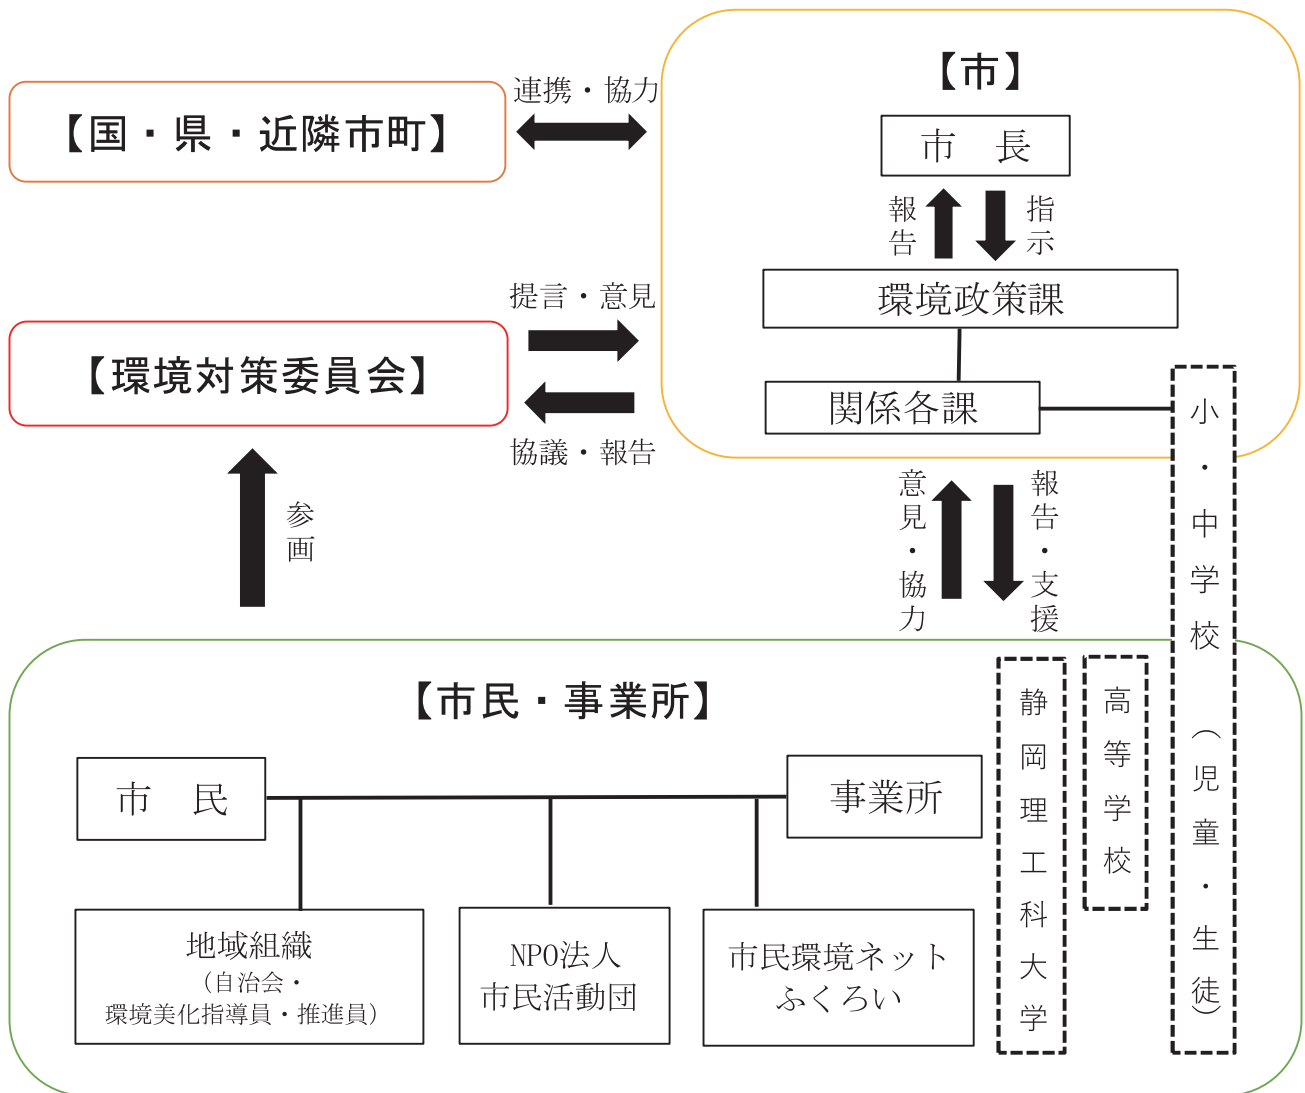 【国・県・近隣市町】
連携・協力
【市】
市　長
報告
指示
環境政策課
関係各課
提言・意見
【環境対策委員会】
協議・報告
参画
意見・協力
報告・支援
小・中学校　（児童・生徒）
【市民・事業所】
市　民
事業所
静岡理工科大学
高等学校
地域組織
（自治会・
環境美化指導員・推進員）
NPO法人
市民活動団
市民環境ネット
ふくろい